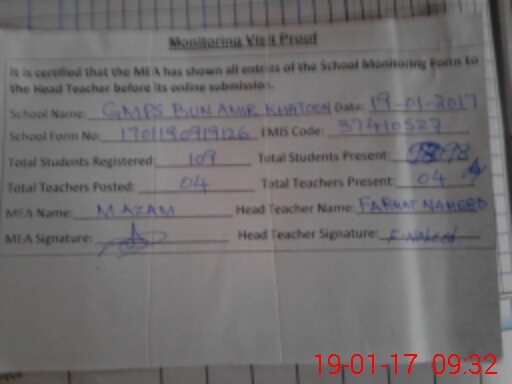 Monitoring Visit Proof
It is certified that the MEA has shown all entries of the School Monitoring Form to
the Head Teacher before its online submission.
School Name: GMPS BUN AMIR KHATOON Date: 19-01-2017
School Form No: 1701190919126 EMIS Code: 37410527
Total Students Registered 109 Total Students Present: 98
Total Teachers Posted: 04 Total Teachers Present: 04
MEA Name: M AZAM Head Teacher Name: FARHAT NAHEED
MEA Signature: Head Teacher Signature: F. Naheed
19-01-17 09:32